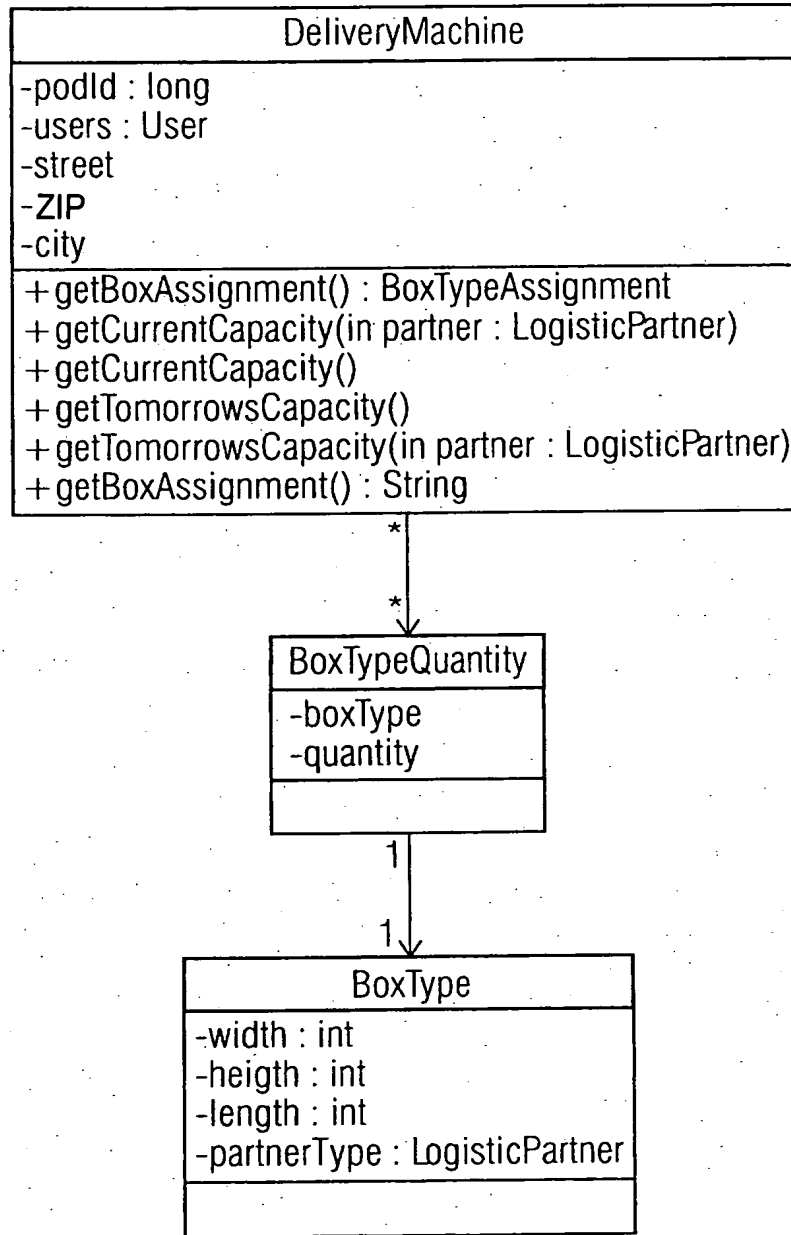 DeliveryMachine
-podId : long
-users : User
-street
-ZIP
-city
+getBoxAssignment() : BoxTypeAssignment
+getCurrentCapacity(in partner : LogisticPartner)
+getCurrentCapacity()
+getTomorrowsCapacity()
+getTomorrowsCapacity(in partner : LogisticPartner)
+getBoxAssignment() : String
*
*
BoxTypeQuantity
-boxType
-quantity
1
1
BoxType
-width : int
-heigth : int
-length : int
-partnerType : LogisticPartner